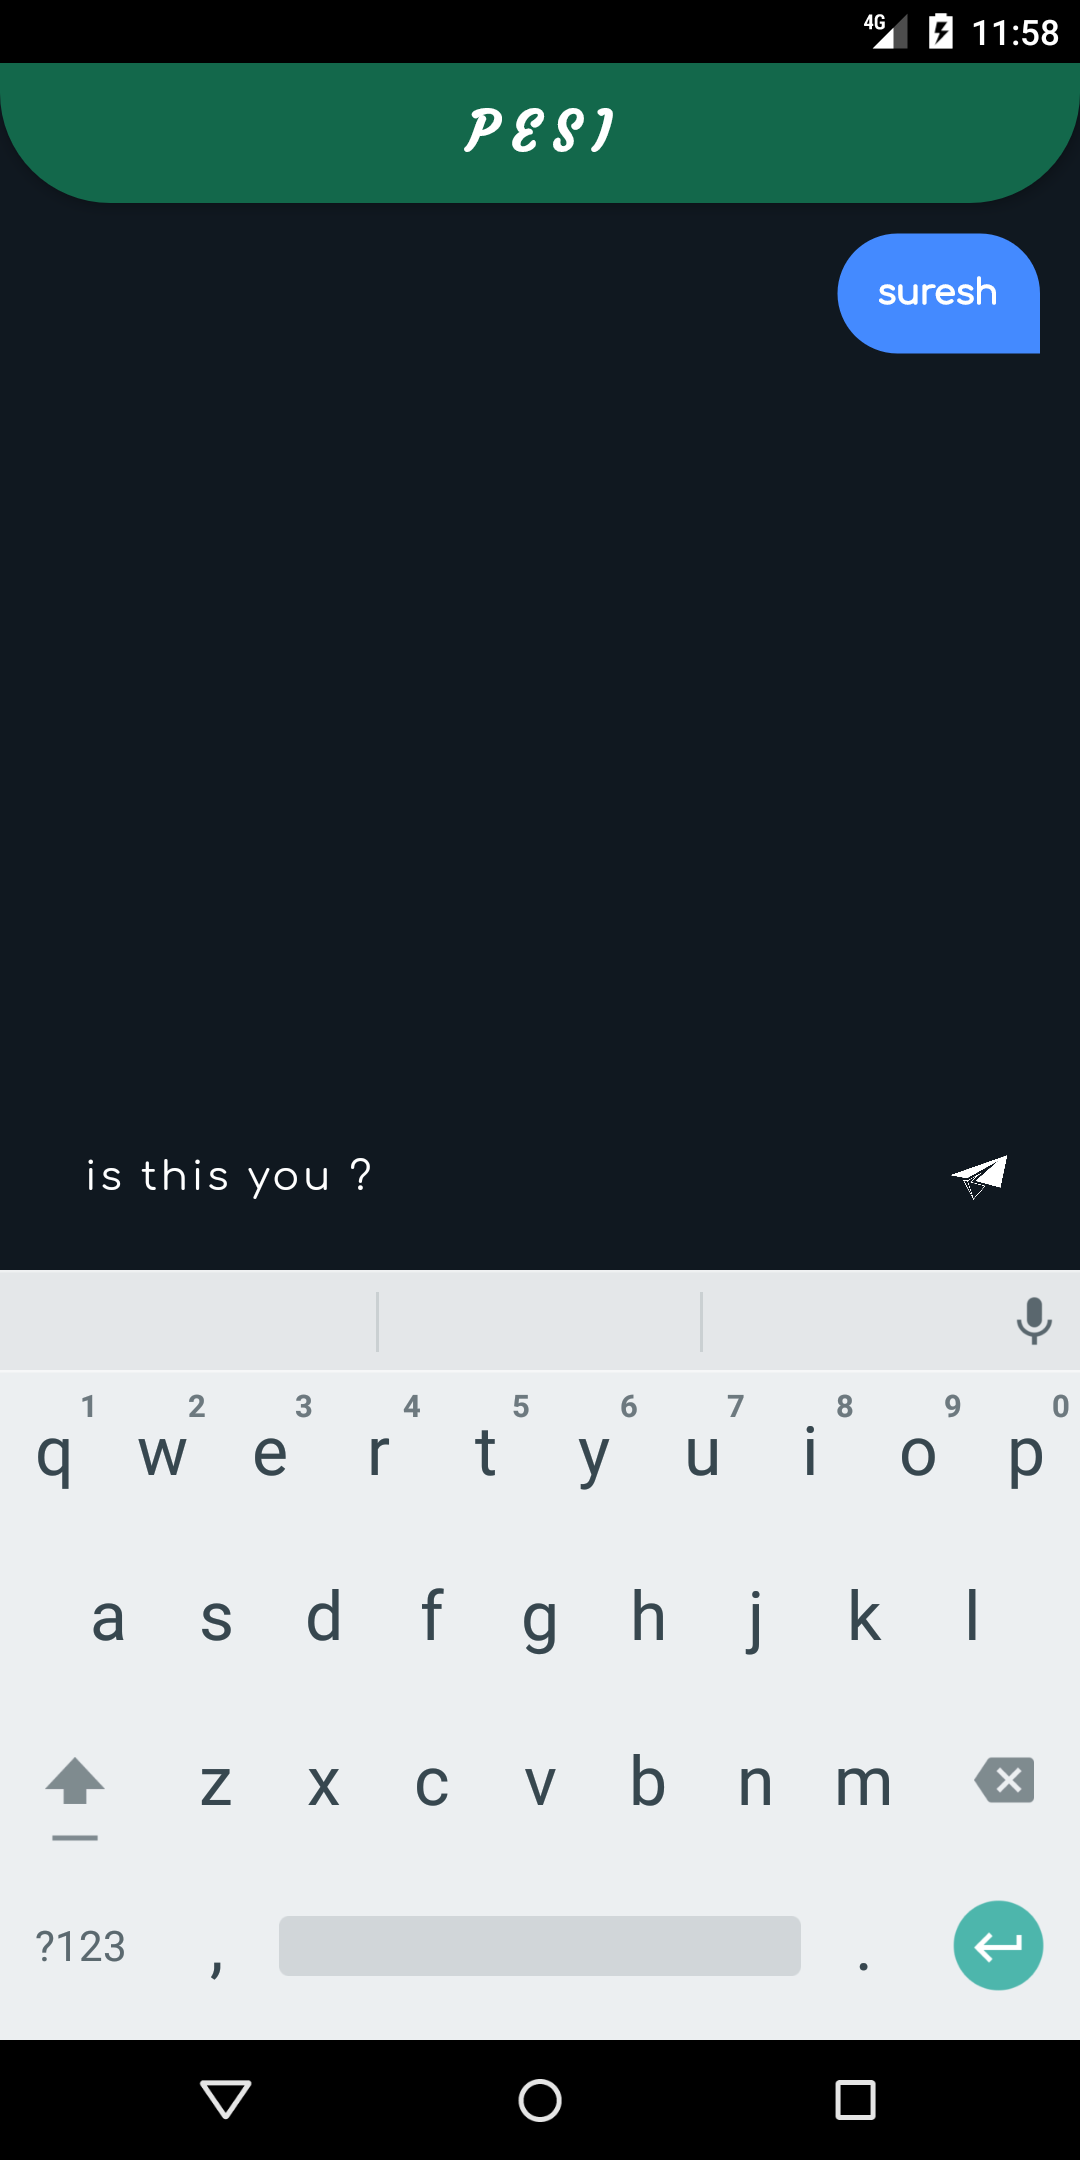 4G 11:58
PESI
suresh
is this you ?
1 2 3 4 5 6 7 8 9 0
q w e r t y u i o p
a s d f g h j k l
z x c v b n m
?123 , .